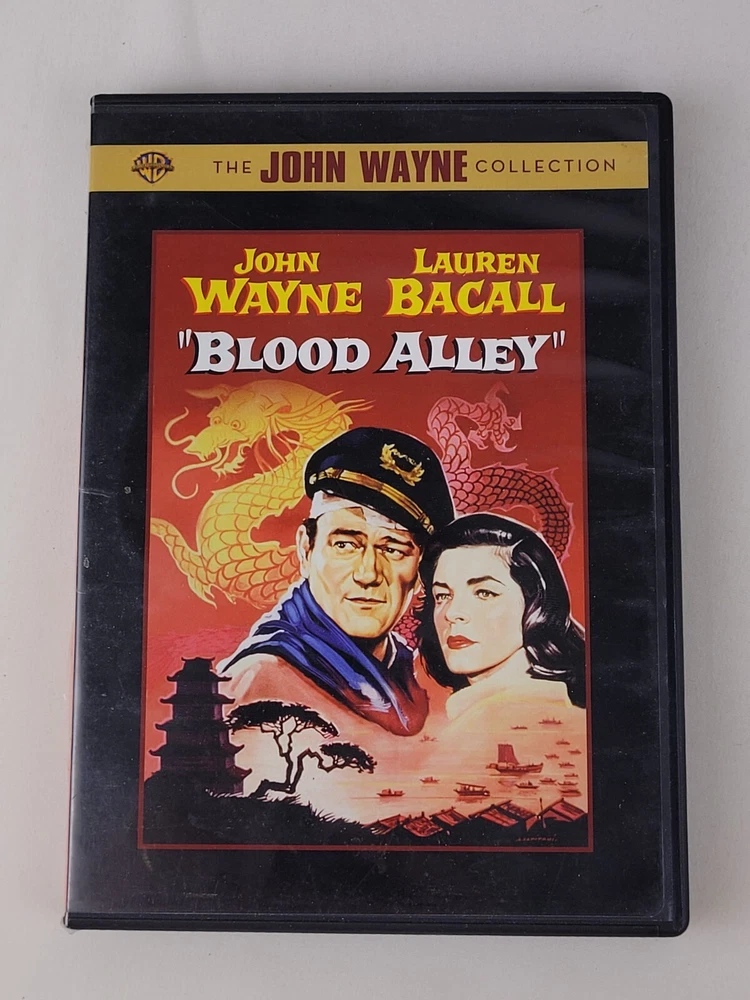 THE JOHN WAYNE COLLECTION
JOHN LAUREN
WAYNE BACALL
"BLOOD ALLEY"